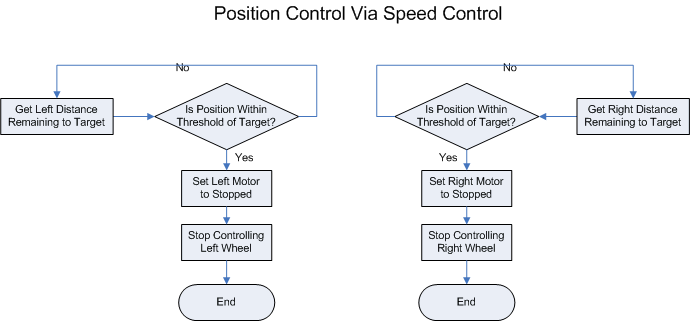 Position Control Via Speed Control
No
Get Left Distance
Remaining to Target
Is Position Within
Threshold of Target?
Yes
Set Left Motor
to Stopped
Stop Controlling
Left Wheel
End
No
Is Position Within
Threshold of Target?
Get Right Distance
Remaining to Target
Yes
Set Right Motor
to Stopped
Stop Controlling
Right Wheel
End